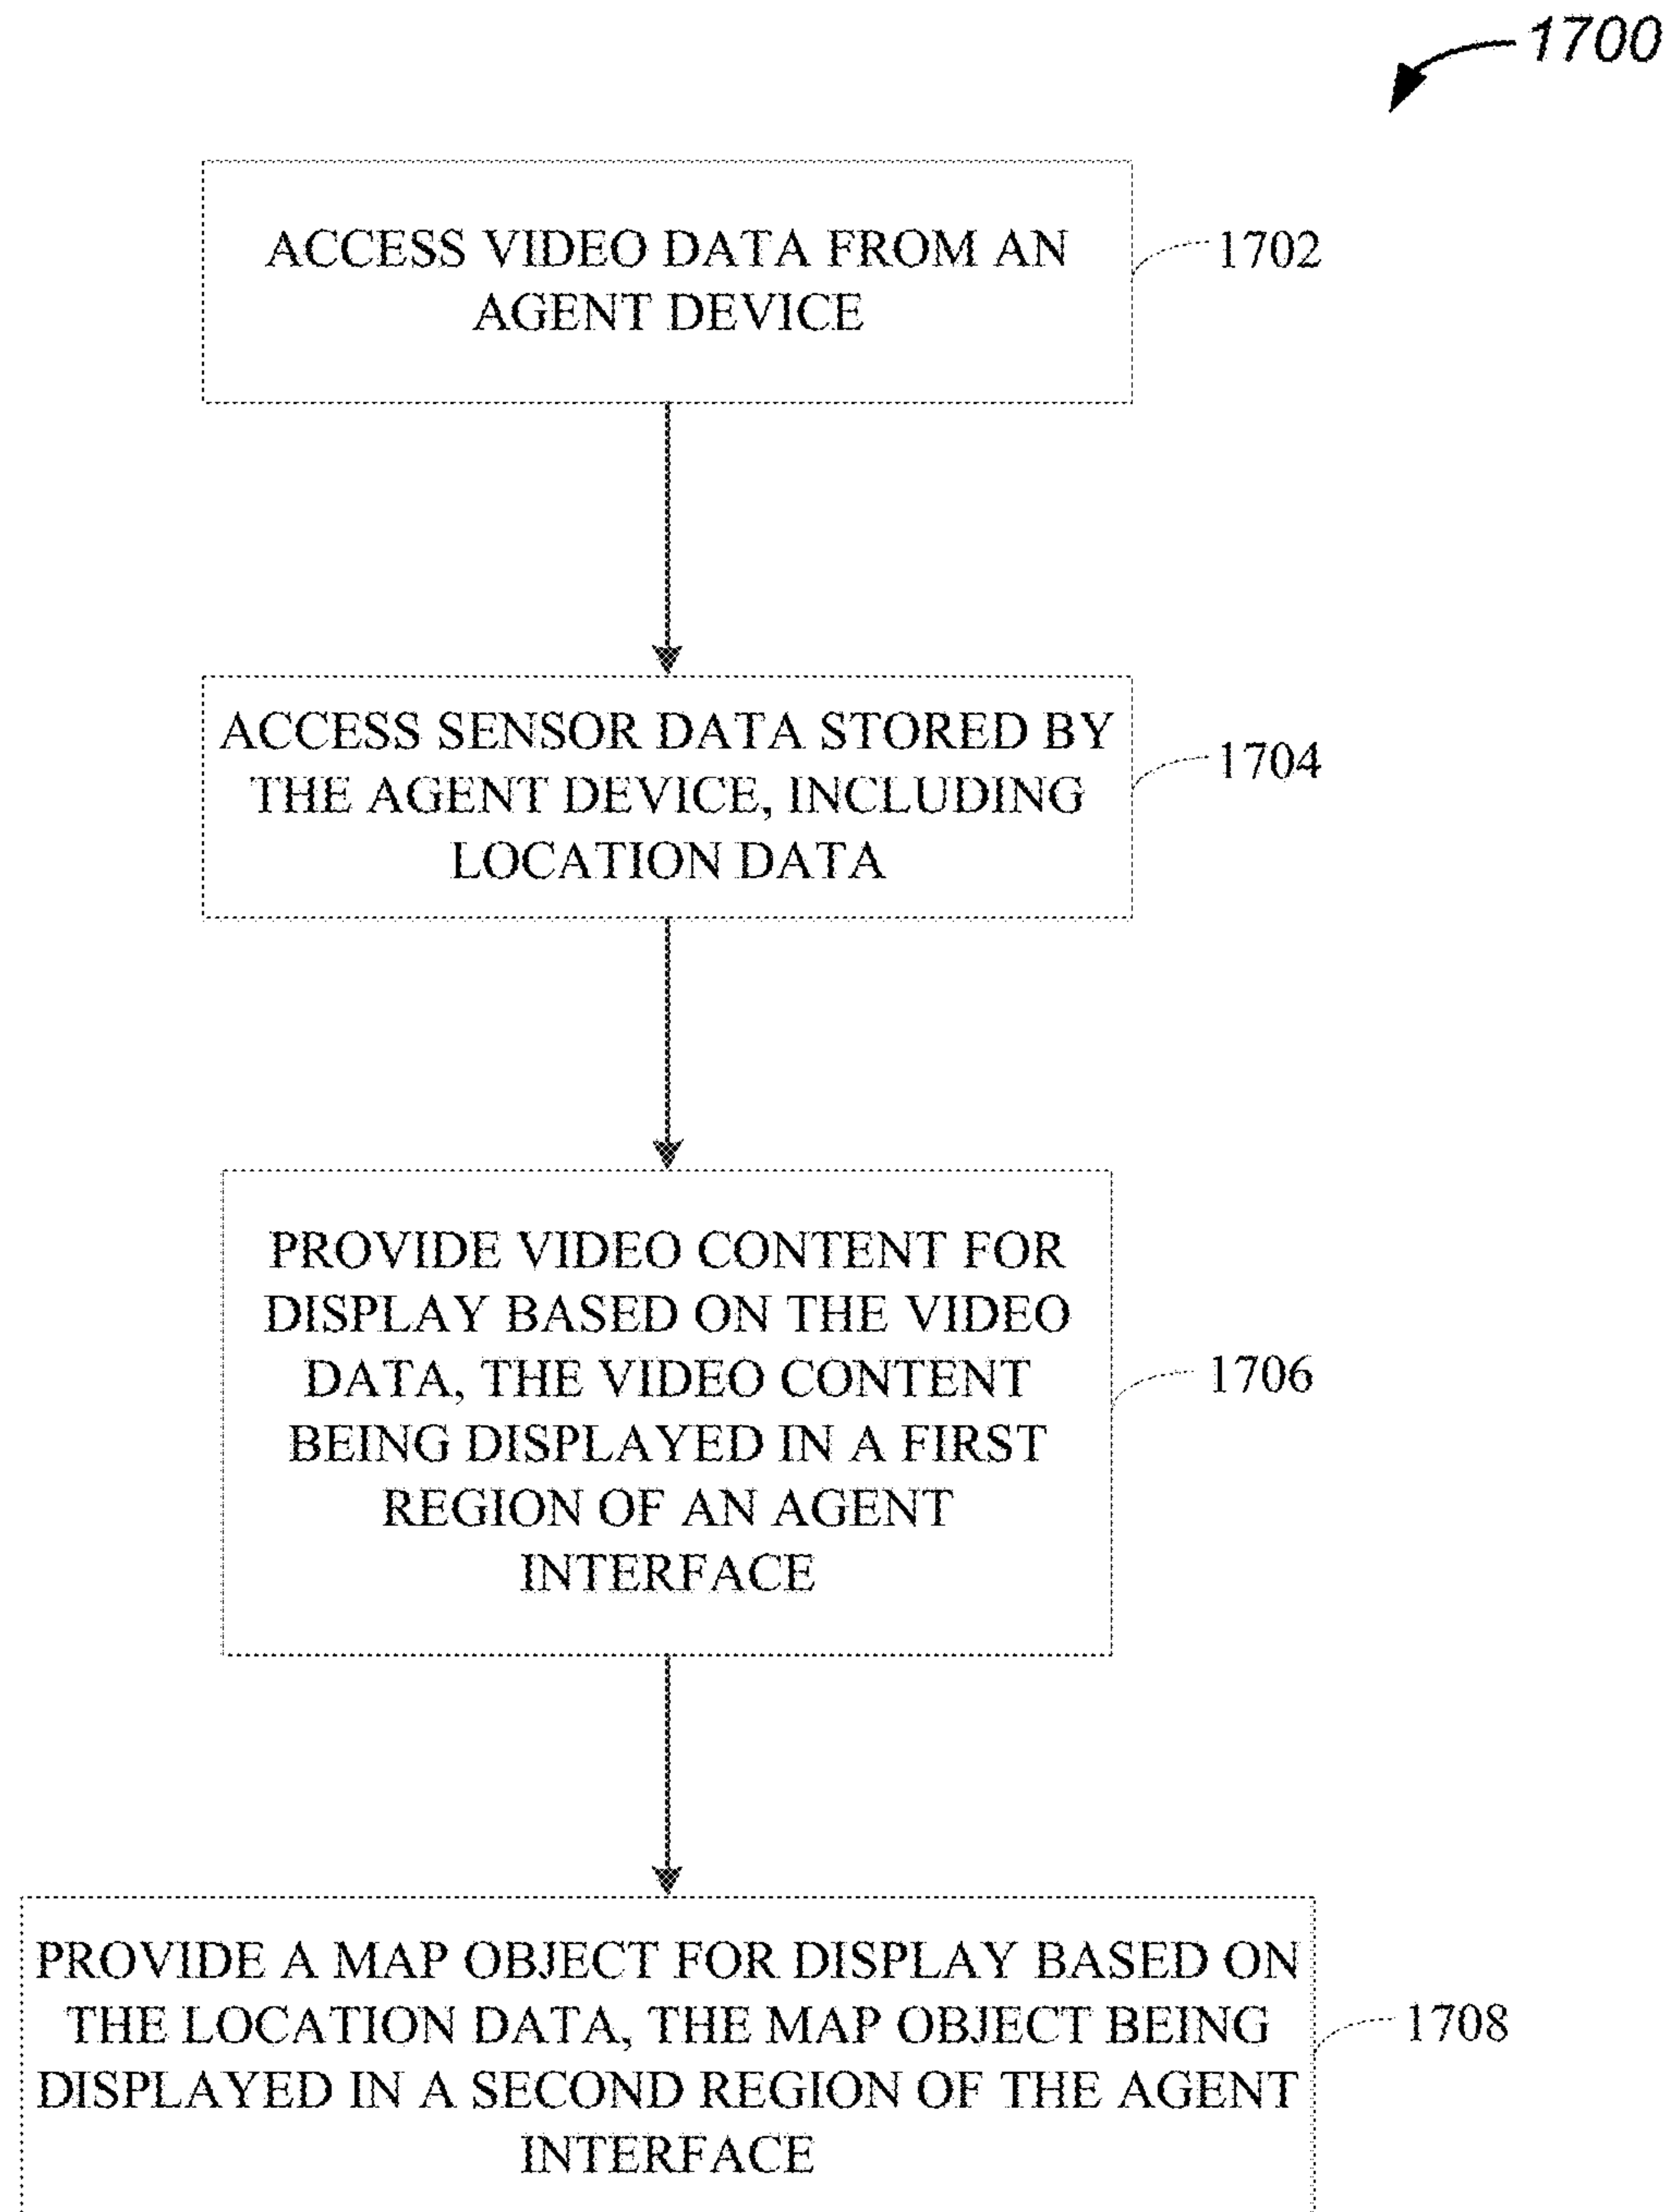 1700
ACCESS VIDEO DATA FROM AN
AGENT DEVICE
1702
ACCESS SENSOR DATA STORED BY
THE AGENT DEVICE, INCLUDING
LOCATION DATA
1704
PROVIDE VIDEO CONTENT FOR
DISPLAY BASED ON THE VIDEO
DATA, THE VIDEO CONTENT
BEING DISPLAYED IN A FIRST
REGION OF AN AGENT
INTERFACE
1706
PROVIDE A MAP OBJECT FOR DISPLAY BASED ON
THE LOCATION DATA, THE MAP OBJECT BEING
DISPLAYED IN A SECOND REGION OF THE AGENT
INTERFACE
1708